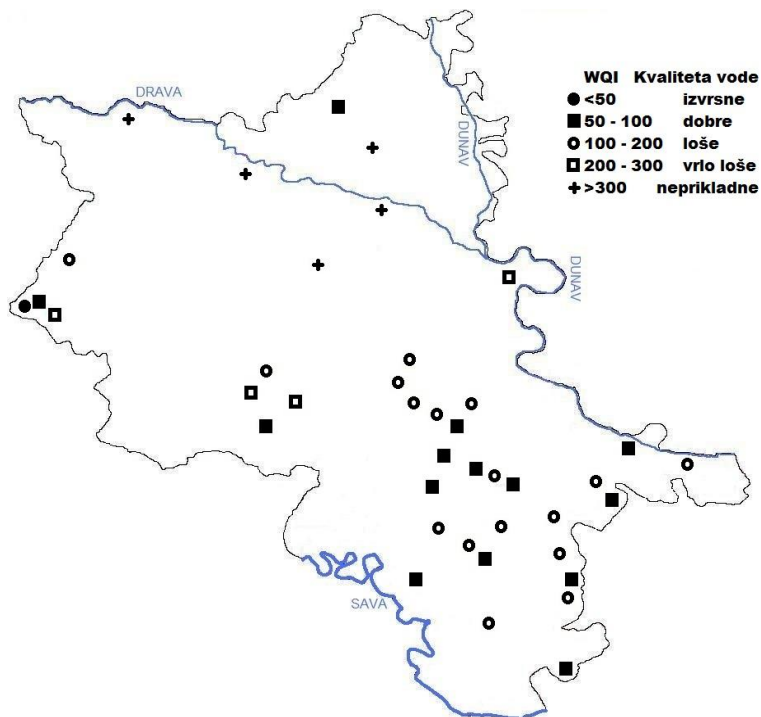 WQI Kvaliteta vode
<50 izvrsne
50 - 100 dobre
100 - 200 loše
200 - 300 vrlo loše
>300 neprikladne
DRAVA
DUNAV
DUNAV
SAVA